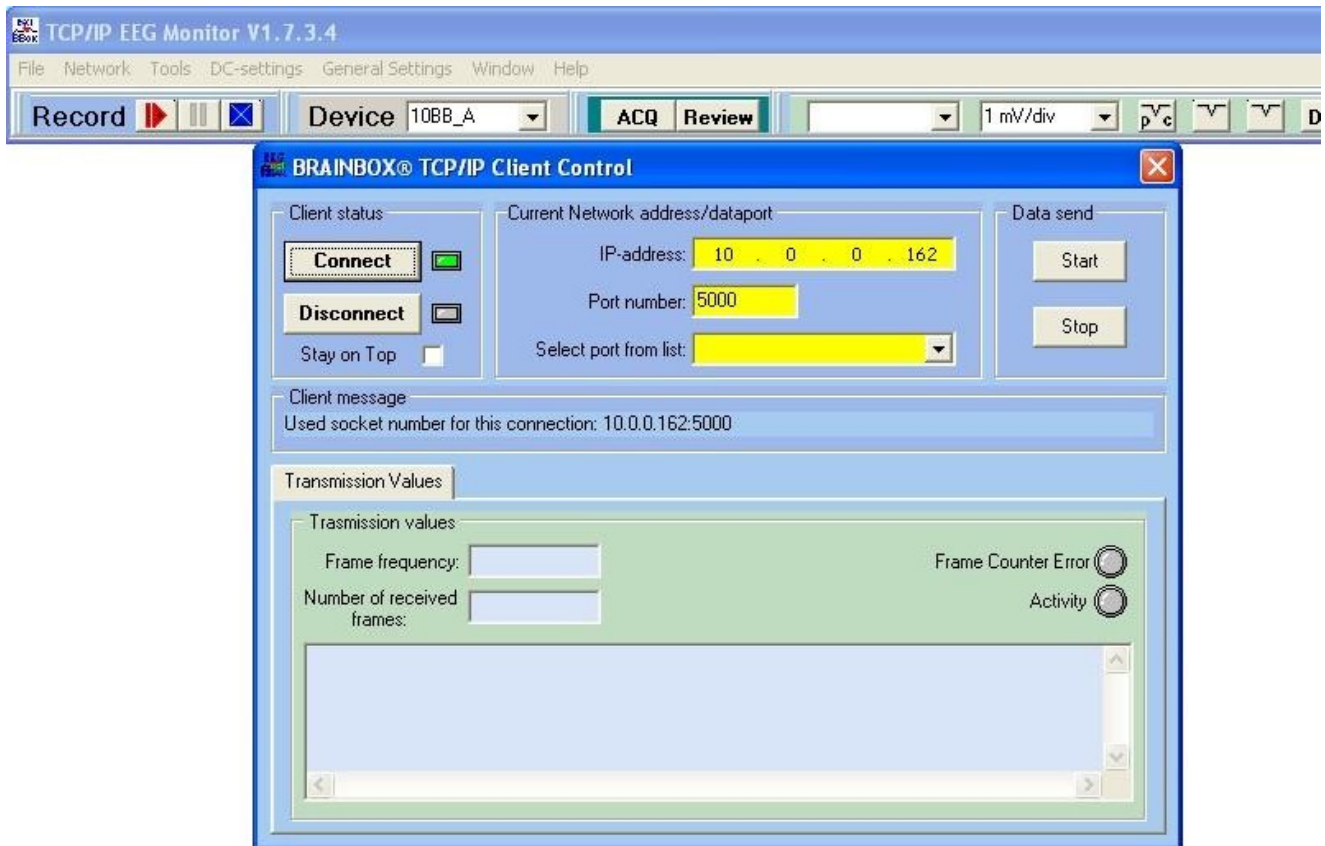 TCP/IP EEG Monitor V1.7.3.4
File Network Tools DC-settings General Settings Window Help
Record Device 10BB_A ACQ Review 1 mV/div p c D
BRAINBOX® TCP/IP Client Control
Client status Current Network address/dataport Data send
Connect IP-address: 10 . 0 . 0 . 162 Start
Disconnect Port number: 5000 Stop
Stay on Top Select port from list:
Client message
Used socket number for this connection: 10.0.0.162:5000
Transmission Values
Trasmission values
Frame frequency: Frame Counter Error
Number of received Activity
frames: